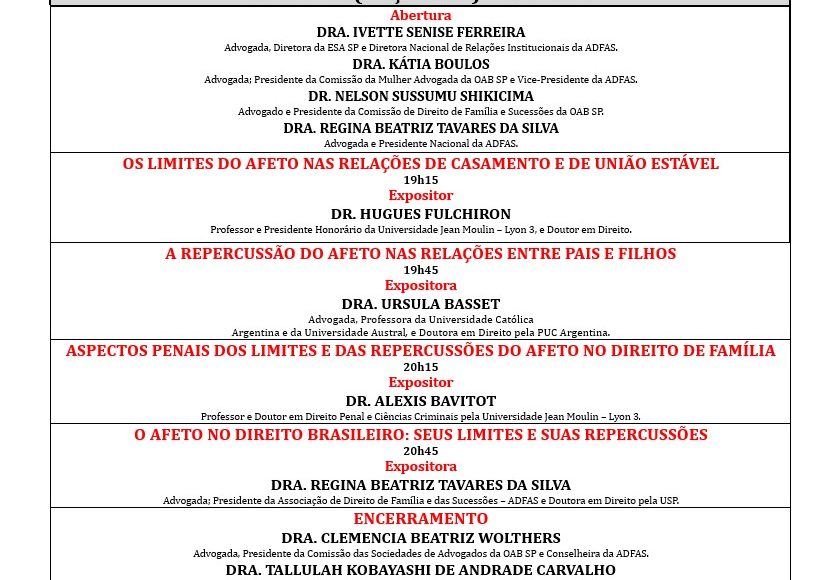 Abertura
DRA. IVETTE SENISE FERREIRA
Advogada, Diretora da ESA SP e Diretora Nacional de Relações Institucionais da ADFAS.
DRA. KÁTIA BOULOS
Advogada; Presidente da Comissão da Mulher Advogada da OAB SP e Vice-Presidente da ADFAS.
DR. NELSON SUSSUMU SHIKICIMA
Advogado e Presidente da Comissão de Direito de Família e Sucessões da OAB SP.
DRA. REGINA BEATRIZ TAVARES DA SILVA
Advogada e Presidente Nacional da ADFAS.
OS LIMITES DO AFETO NAS RELAÇÕES DE CASAMENTO E DE UNIÃO ESTÁVEL
19h15
Expositor
DR. HUGUES FULCHIRON
Professor e Presidente Honorário da Universidade Jean Moulin – Lyon 3, e Doutor em Direito.
A REPERCUSSÃO DO AFETO NAS RELAÇÕES ENTRE PAIS E FILHOS
19h45
Expositora
DRA. URSULA BASSET
Advogada, Professora da Universidade Católica
Argentina e da Universidade Austral, e Doutora em Direito pela PUC Argentina.
ASPECTOS PENAIS DOS LIMITES E DAS REPERCUSSÕES DO AFETO NO DIREITO DE FAMÍLIA
20h15
Expositor
DR. ALEXIS BAVITOT
Professor e Doutor em Direito Penal e Ciências Criminais pela Universidade Jean Moulin – Lyon 3.
O AFETO NO DIREITO BRASILEIRO: SEUS LIMITES E SUAS REPERCUSSÕES
20h45
Expositora
DRA. REGINA BEATRIZ TAVARES DA SILVA
Advogada; Presidente da Associação de Direito de Família e das Sucessões – ADFAS e Doutora em Direito pela USP.
ENCERRAMENTO
DRA. CLEMENCIA BEATRIZ WOLTHERS
Advogada, Presidente da Comissão das Sociedades de Advogados da OAB SP e Conselheira da ADFAS.
DRA. TALLULAH KOBAYASHI DE ANDRADE CARVALHO